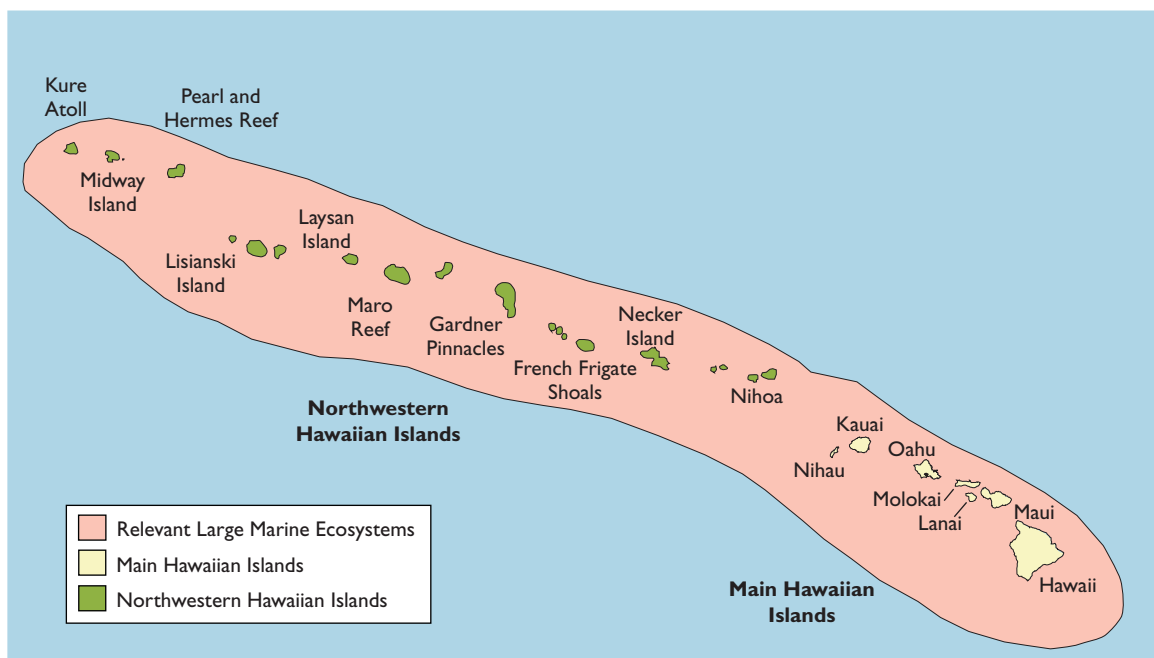 Kure
Atoll
Pearl and
Hermes Reef
Midway
Island
Laysan
Island
Lisianski
Island
Maro
Reef
Gardner
Pinnacles
Necker
Island
French Frigate
Shoals
Nihoa
Northwestern
Hawaiian Islands
Kauai
Nihau
Oahu
Molokai
Lanai
Maui
Hawaii
Main Hawaiian
Islands
Relevant Large Marine Ecosystems
Main Hawaiian Islands
Northwestern Hawaiian Islands